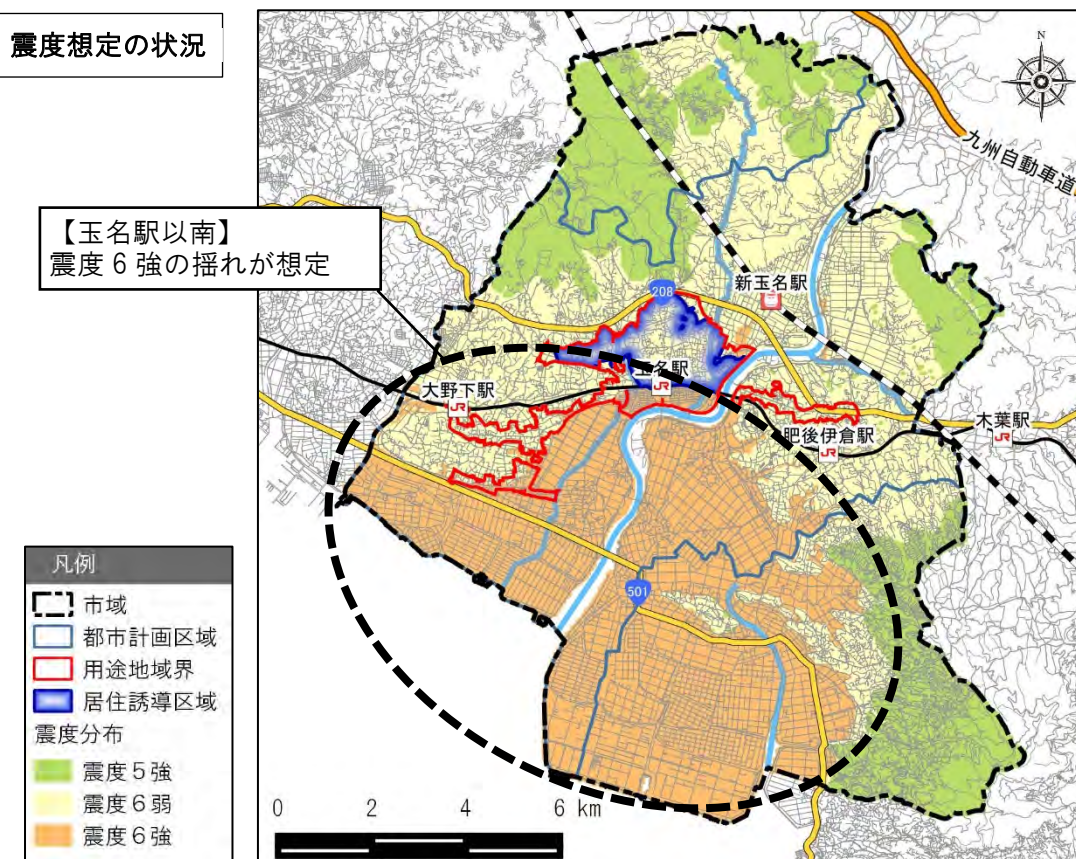 震度想定の状況
N
九州自動車道
【玉名駅以南】
震度６強の揺れが想定
208
新玉名駅
玉名駅
JR
大野下駅
JR
肥後伊倉駅
JR
木葉駅
JR
501
凡例
市域
都市計画区域
用途地域界
居住誘導区域
震度分布
震度５強
震度６弱
震度６強
0 2 4 6 km